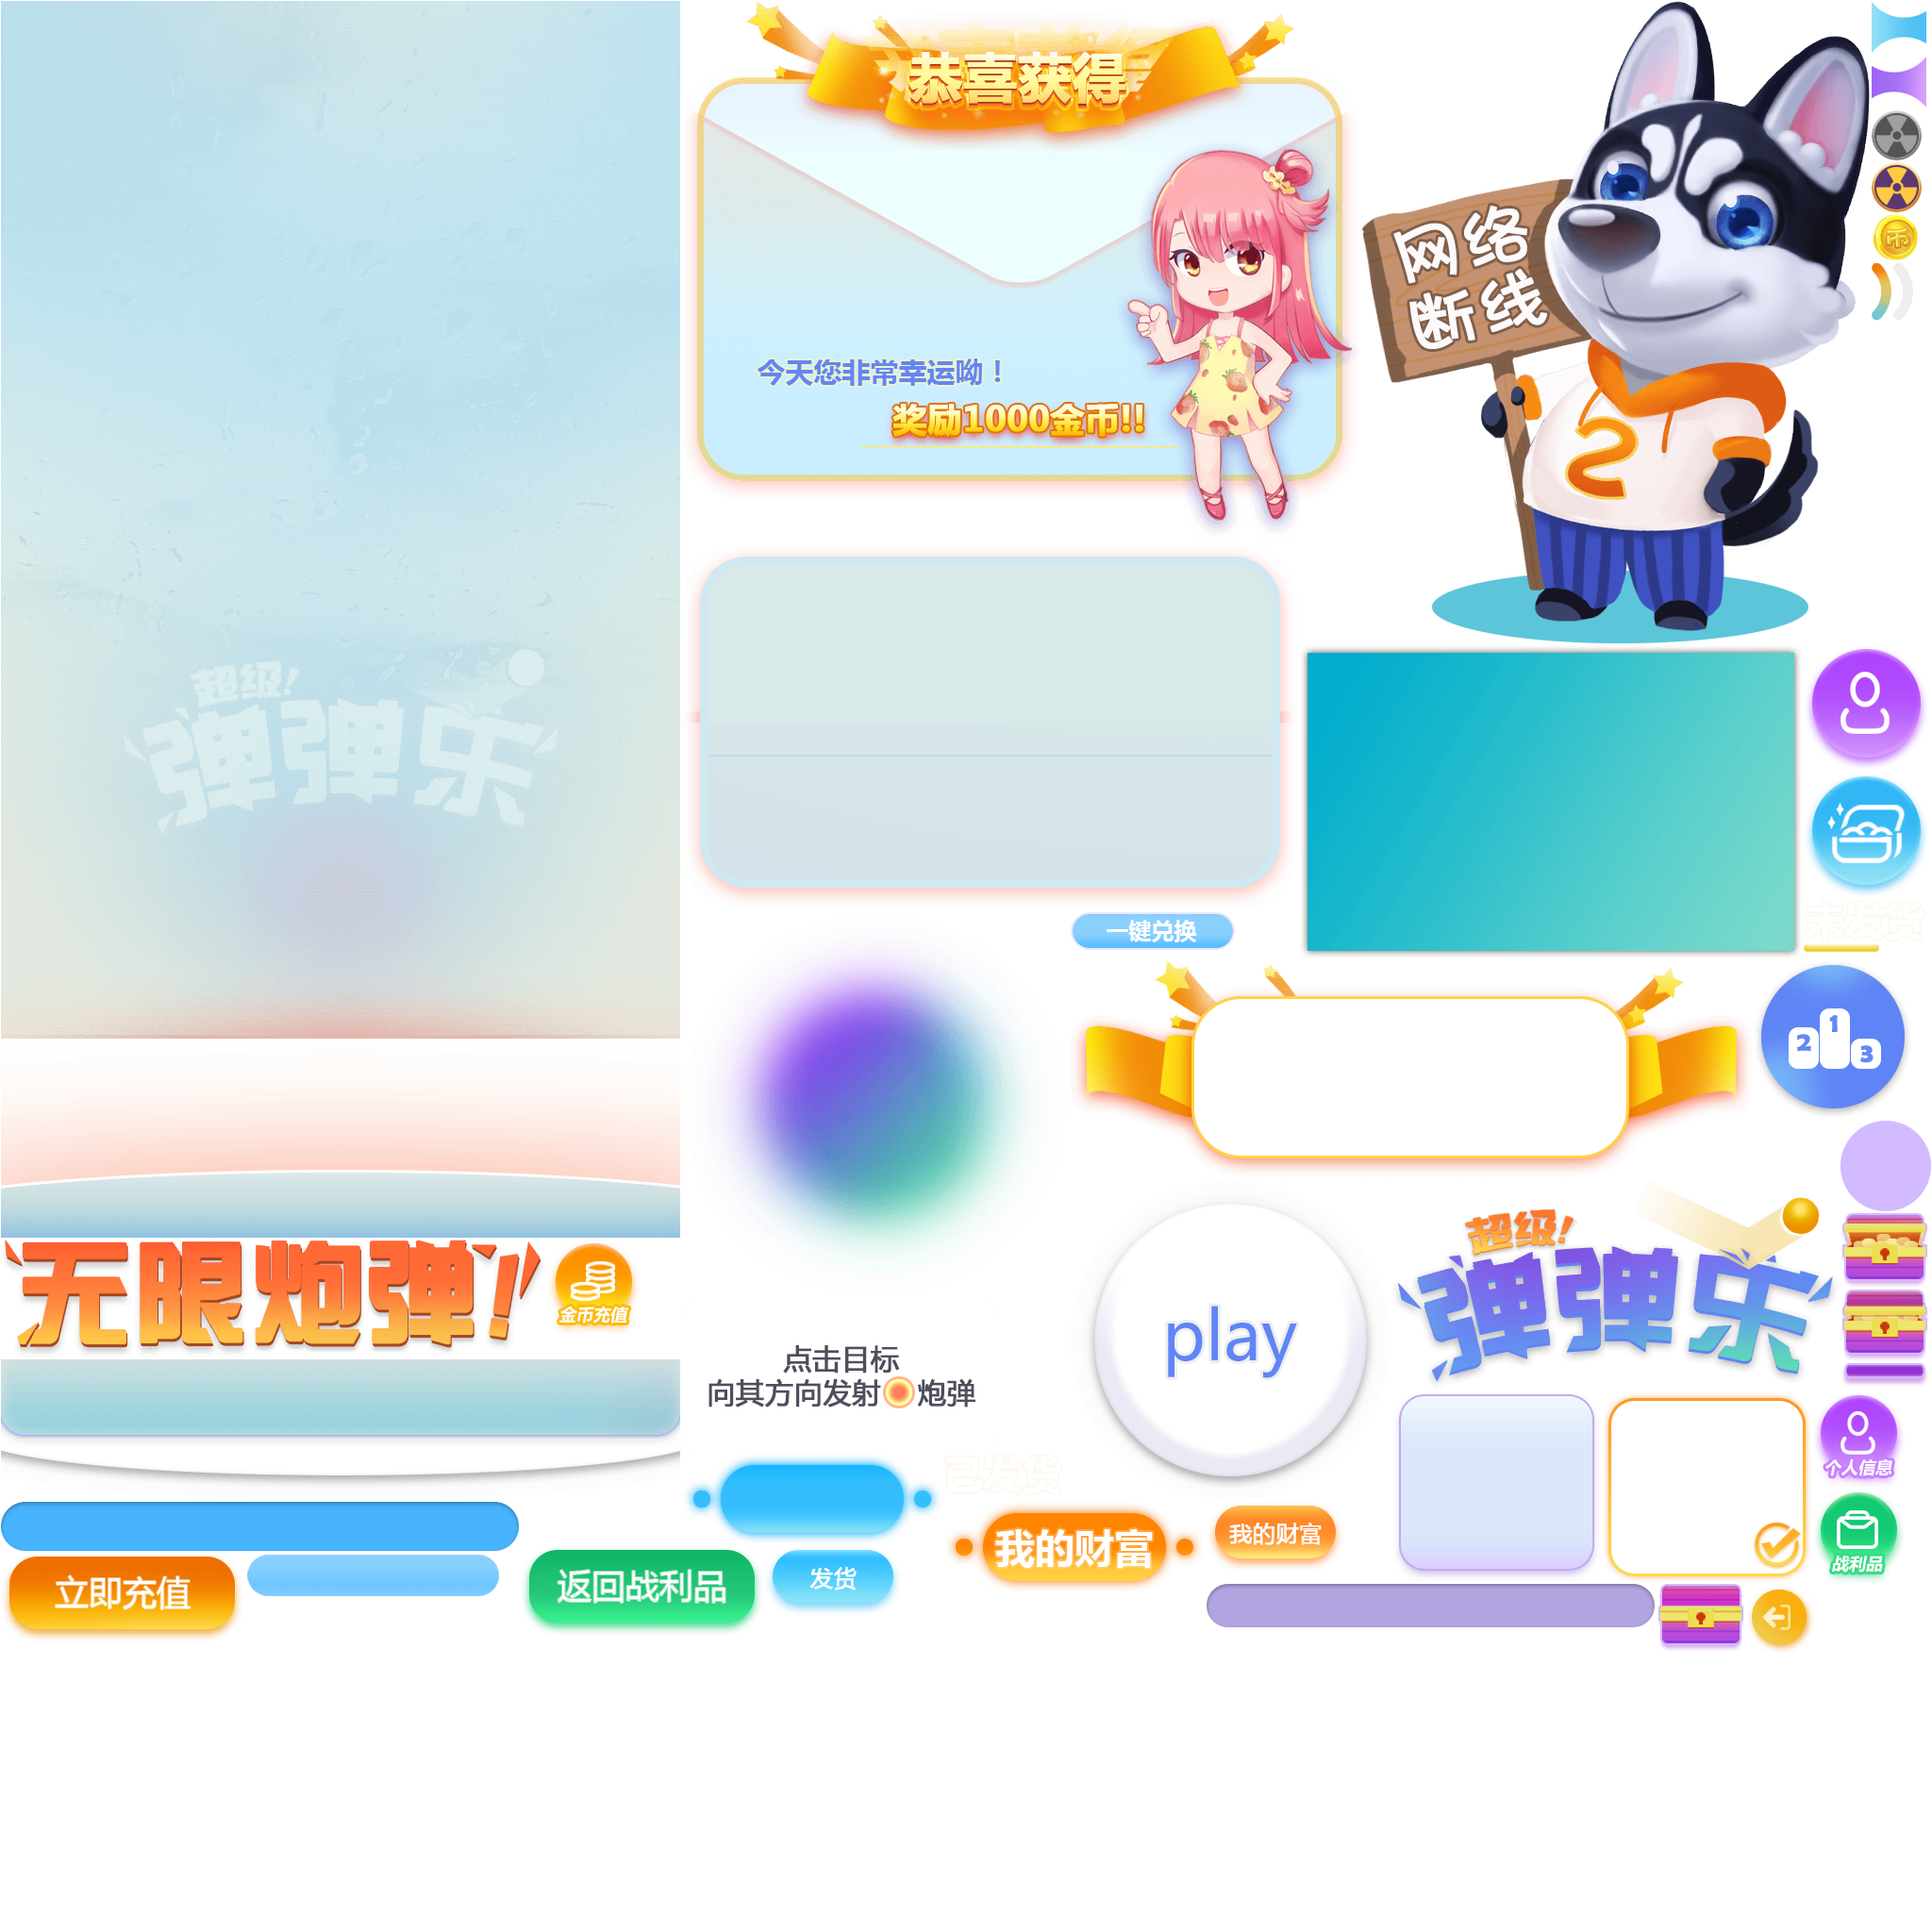 恭喜获得
今天您非常幸运呦！
奖励1000金币!!
网络
断线
2
币
超级!
弹弹乐
一键兑换
未发货
1
2
3
无限炮弹!
金币充值
点击目标
向其方向发射炮弹
play
超级!
弹弹乐
已发货
个人信息
战利品
我的财富
我的财富
立即充值
返回战利品
发货